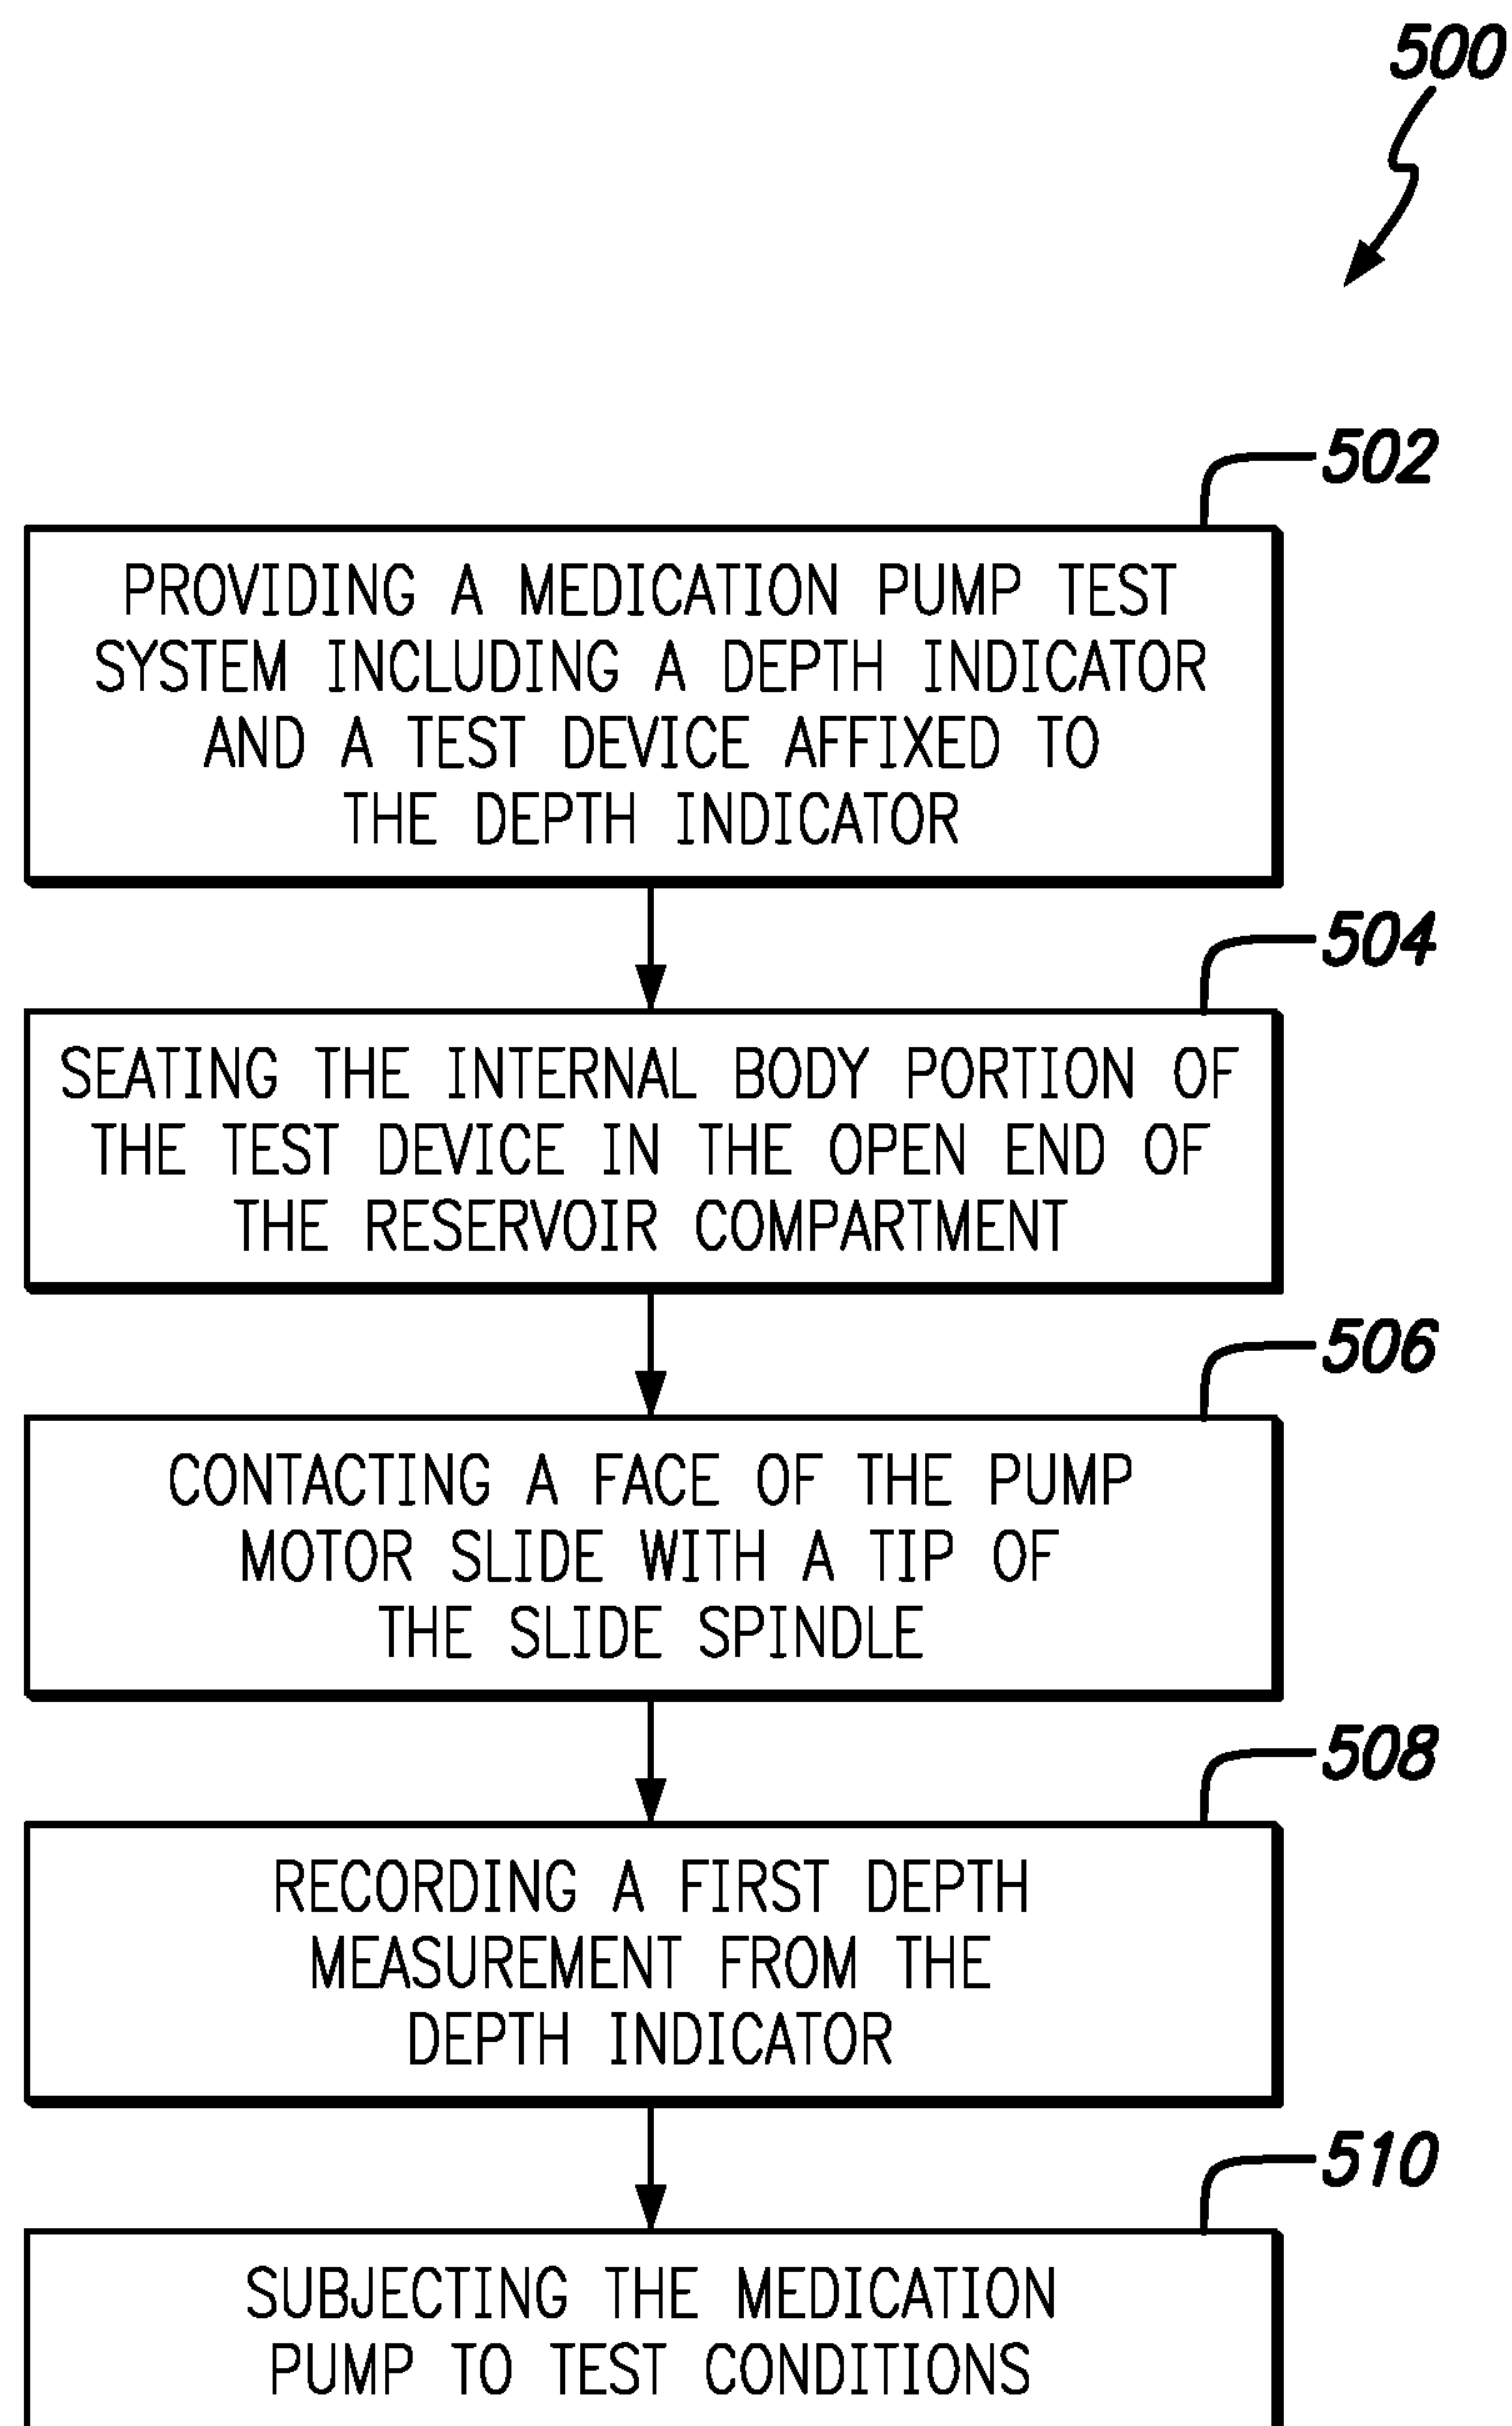 500
502
PROVIDING A MEDICATION PUMP TEST
SYSTEM INCLUDING A DEPTH INDICATOR
AND A TEST DEVICE AFFIXED TO
THE DEPTH INDICATOR
504
SEATING THE INTERNAL BODY PORTION OF
THE TEST DEVICE IN THE OPEN END OF
THE RESERVOIR COMPARTMENT
506
CONTACTING A FACE OF THE PUMP
MOTOR SLIDE WITH A TIP OF
THE SLIDE SPINDLE
508
RECORDING A FIRST DEPTH
MEASUREMENT FROM THE
DEPTH INDICATOR
510
SUBJECTING THE MEDICATION
PUMP TO TEST CONDITIONS